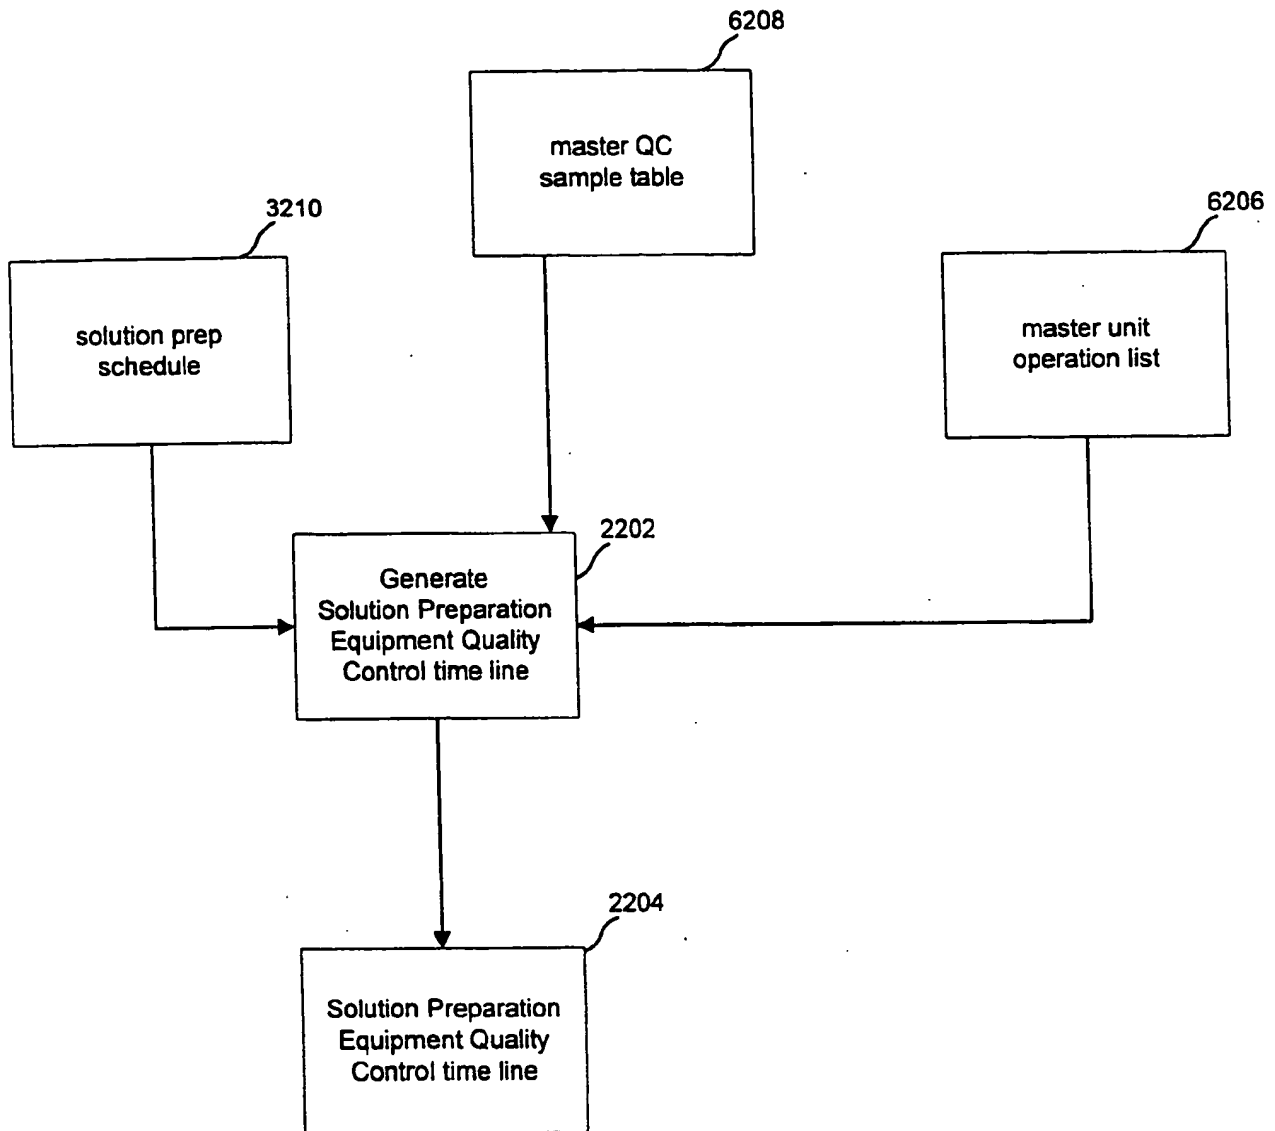 6208
master QC
sample table
3210
solution prep
schedule
6206
master unit
operation list
2202
Generate
Solution Preparation
Equipment Quality
Control time line
2204
Solution Preparation
Equipment Quality
Control time line